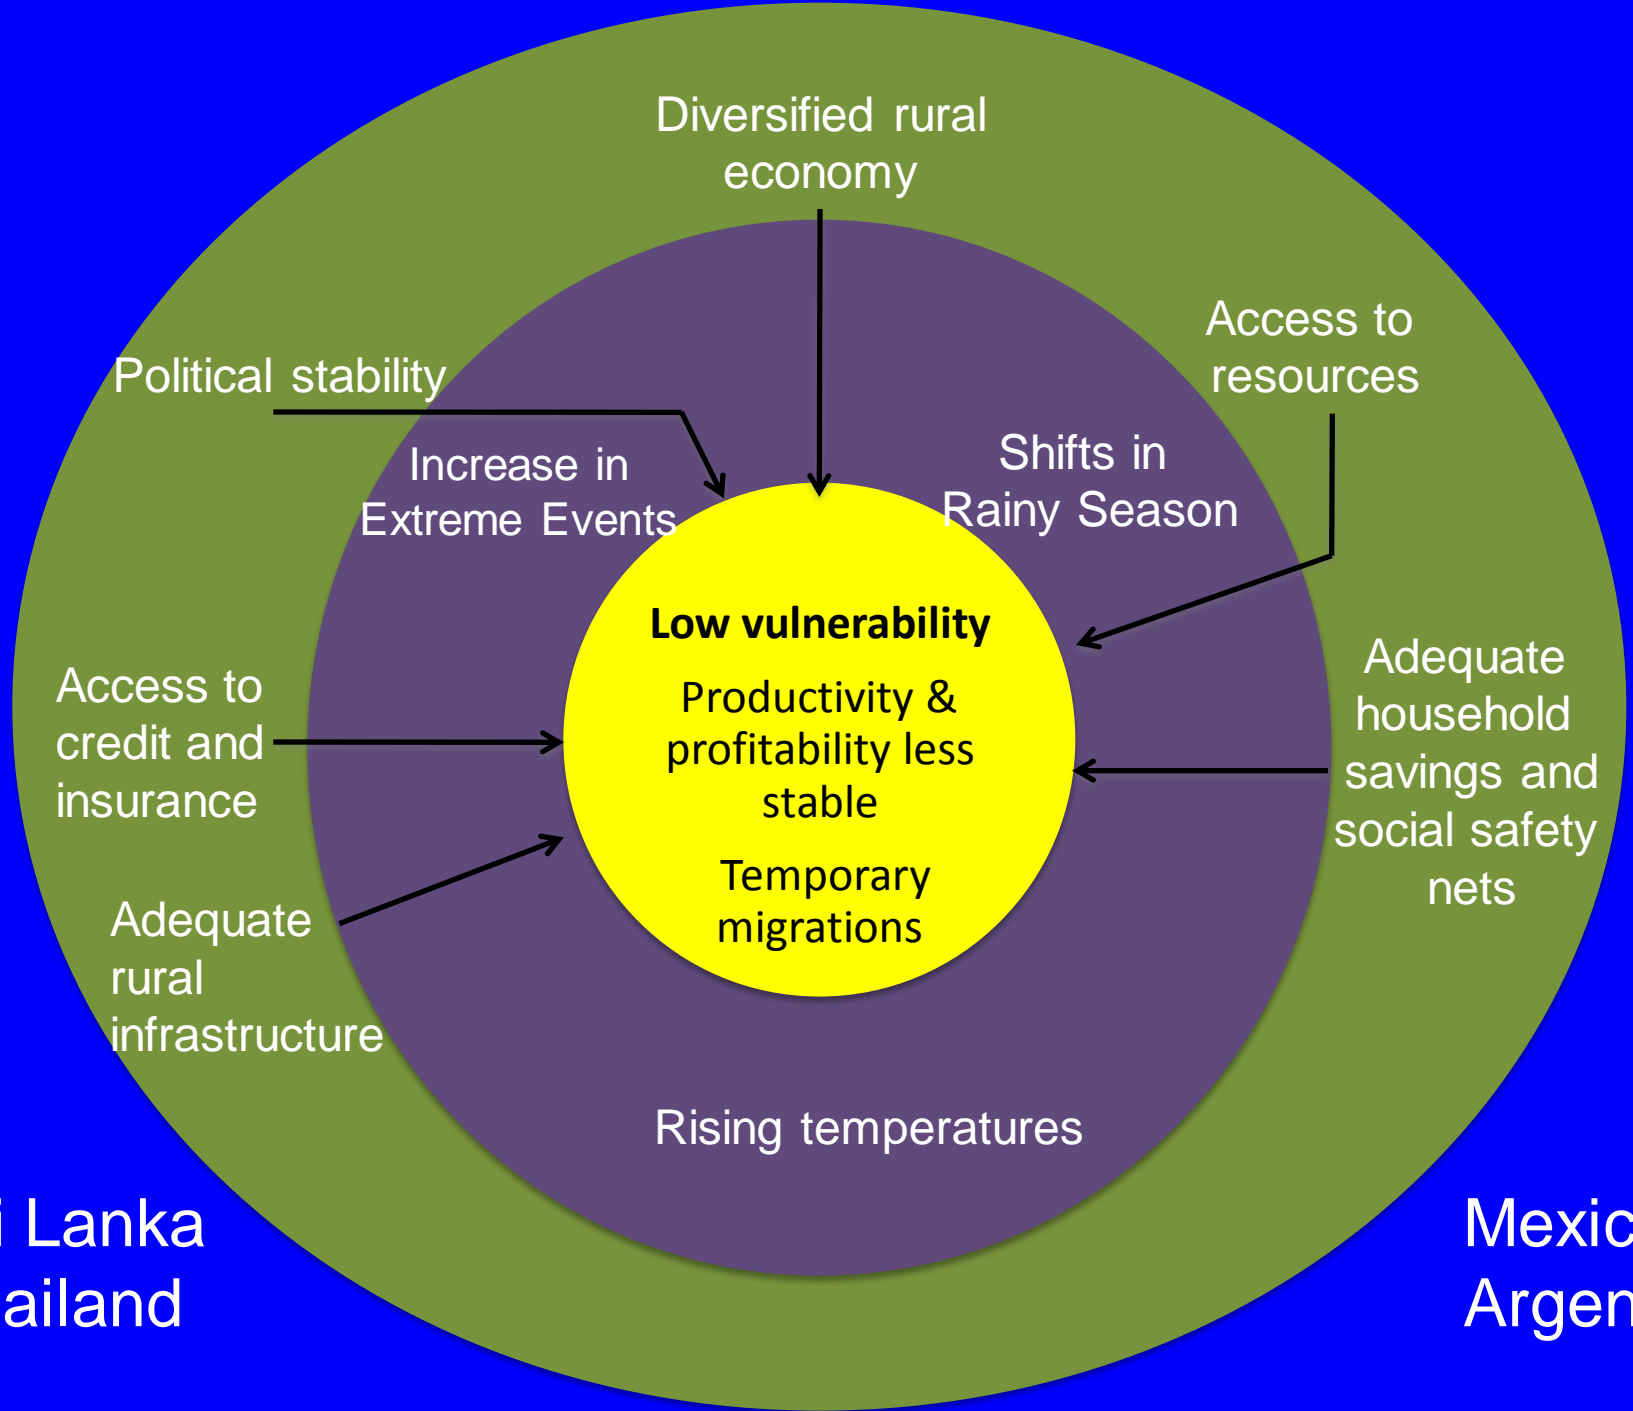 Diversified rural
economy
Access to
resources
Political stability
Shifts in
Rainy Season
Increase in
Extreme Events
Low vulnerability
Productivity &
profitability less
stable
Temporary
migrations
Access to
credit and
insurance
Adequate
household
savings and
social safety
nets
Adequate
rural
infrastructure
Rising temperatures
i Lanka
ailand
Mexic
Argen